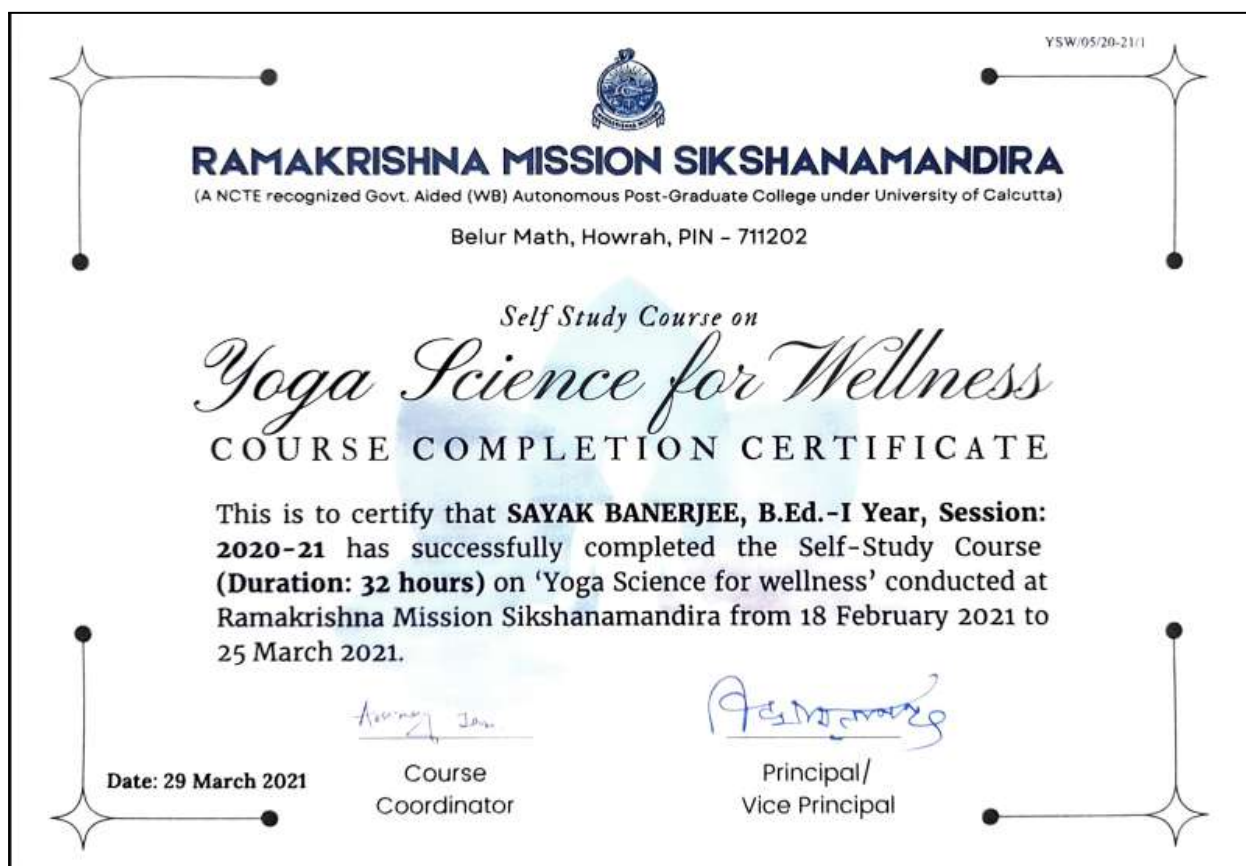 YSW/05/20-21/1
RAMAKRISHNA MISSION
RAMAKRISHNA MISSION SIKSHANAMANDIRA
(A NCTE recognized Govt. Aided (WB) Autonomous Post-Graduate College under University of Calcutta)
Belur Math, Howrah, PIN – 711202
Self Study Course on
Yoga Science for Wellness
COURSE COMPLETION CERTIFICATE
This is to certify that SAYAK BANERJEE, B.Ed.-I Year, Session:
2020-21 has successfully completed the Self-Study Course
(Duration: 32 hours) on ‘Yoga Science for wellness’ conducted at
Ramakrishna Mission Sikshanamandira from 18 February 2021 to
25 March 2021.
Date: 29 March 2021
Course
Coordinator
Principal/
Vice Principal